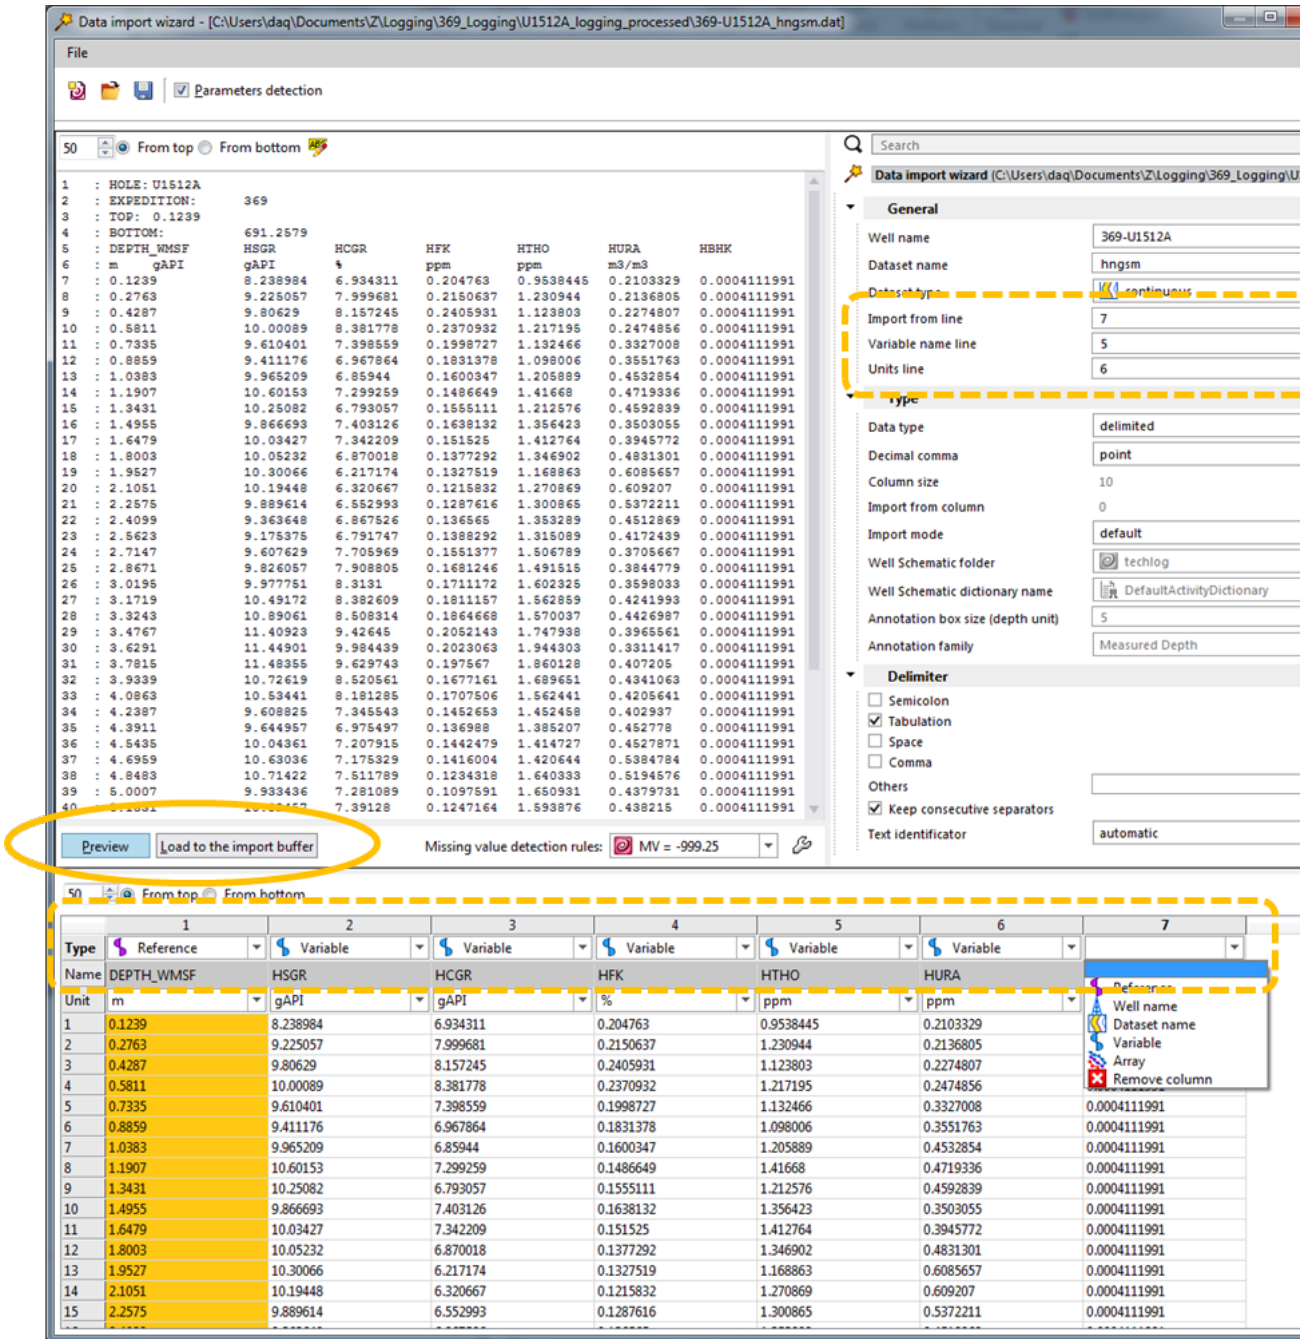 Data import wizard - [C:\Users\daq\Documents\Z\Logging\369_Logging\U1512A_logging_processed\369-U1512A_hngsm.dat]
File
Parameters detection
50 From top From bottom
1 : HOLE: U1512A
2 : EXPEDITION: 369
3 : TOP: 0.1239
4 : BOTTOM: 691.2579
5 : DEPTH_WMSF HSGR HCGR HFK HTHO HURA HBHK
6 : m gAPI gAPI % ppm ppm m3/m3
7 : 0.1239 8.238984 6.934311 0.204763 0.9538445 0.2103329 0.0004111991
8 : 0.2763 9.225057 7.999681 0.2150637 1.230944 0.2136805 0.0004111991
9 : 0.4287 9.80629 8.157245 0.2405931 1.123803 0.2274807 0.0004111991
10 : 0.5811 10.00089 8.381778 0.2370932 1.217195 0.2474856 0.0004111991
11 : 0.7335 9.610401 7.398559 0.1998727 1.132466 0.3327008 0.0004111991
12 : 0.8859 9.411176 6.967864 0.1831378 1.098006 0.3551763 0.0004111991
13 : 1.0383 9.965209 6.85944 0.1600347 1.205889 0.4532854 0.0004111991
14 : 1.1907 10.60153 7.299259 0.1486649 1.41668 0.4719336 0.0004111991
15 : 1.3431 10.25082 6.793057 0.1555111 1.212576 0.4592839 0.0004111991
16 : 1.4955 9.866693 7.403126 0.1638132 1.356423 0.3503055 0.0004111991
17 : 1.6479 10.03427 7.342209 0.151525 1.412764 0.3945772 0.0004111991
18 : 1.8003 10.05232 6.870018 0.1377292 1.346902 0.4831301 0.0004111991
19 : 1.9527 10.30066 6.217174 0.1327519 1.168863 0.6085657 0.0004111991
20 : 2.1051 10.19448 6.320667 0.1215832 1.270869 0.609207 0.0004111991
21 : 2.2575 9.889614 6.552993 0.1287616 1.300865 0.5372211 0.0004111991
22 : 2.4099 9.363648 6.867526 0.136565 1.353289 0.4512869 0.0004111991
23 : 2.5623 9.175375 6.791747 0.1388292 1.315089 0.4172439 0.0004111991
24 : 2.7147 9.607629 7.705969 0.1551377 1.506789 0.3705667 0.0004111991
25 : 2.8671 9.826057 7.908805 0.1681246 1.491515 0.3844779 0.0004111991
26 : 3.0195 9.977751 8.3131 0.1711172 1.602325 0.3598033 0.0004111991
27 : 3.1719 10.49172 8.382609 0.1811157 1.562859 0.4241993 0.0004111991
28 : 3.3243 10.89061 8.508314 0.1864668 1.570037 0.4426987 0.0004111991
29 : 3.4767 11.40923 9.42645 0.2052143 1.747938 0.3965561 0.0004111991
30 : 3.6291 11.44901 9.984439 0.2023063 1.944303 0.3311417 0.0004111991
31 : 3.7815 11.48355 9.629743 0.197567 1.860128 0.407205 0.0004111991
32 : 3.9339 10.72619 8.520561 0.1677161 1.689651 0.4341063 0.0004111991
33 : 4.0863 10.53441 8.181285 0.1707506 1.562441 0.4205641 0.0004111991
34 : 4.2387 9.608825 7.345543 0.1452653 1.452458 0.402937 0.0004111991
35 : 4.3911 9.644957 6.975497 0.136988 1.385207 0.452778 0.0004111991
36 : 4.5435 10.04361 7.207915 0.1442479 1.414727 0.4527871 0.0004111991
37 : 4.6959 10.63036 7.175329 0.1416004 1.420644 0.5384784 0.0004111991
38 : 4.8483 10.71422 7.511789 0.1234318 1.640333 0.5194576 0.0004111991
39 : 5.0007 9.933436 7.281089 0.1097591 1.650931 0.4379731 0.0004111991
40 7.39128 0.1247164 1.593876 0.438215 0.0004111991
Preview Load to the import buffer Missing value detection rules: MV = -999.25
Search
Data import wizard (C:\Users\daq\Documents\Z\Logging\369_Logging\U
General
Well name 369-U1512A
Dataset name hngsm
Dataset type continuous
Import from line 7
Variable name line 5
Units line 6
Type
Data type delimited
Decimal comma point
Column size 10
Import from column 0
Import mode default
Well Schematic folder techlog
Well Schematic dictionary name DefaultActivityDictionary
Annotation box size (depth unit) 5
Annotation family Measured Depth
Delimiter
Semicolon
Tabulation
Space
Comma
Others
Keep consecutive separators
Text identificator automatic
50 From top From bottom
1 2 3 4 5 6 7
Type Reference Variable Variable Variable Variable Variable
Name DEPTH_WMSF HSGR HCGR HFK HTHO HURA
Unit m gAPI gAPI % ppm ppm
Reference
Well name
Dataset name
Variable
Array
Remove column
1 0.1239 8.238984 6.934311 0.204763 0.9538445 0.2103329
2 0.2763 9.225057 7.999681 0.2150637 1.230944 0.2136805
3 0.4287 9.80629 8.157245 0.2405931 1.123803 0.2274807
4 0.5811 10.00089 8.381778 0.2370932 1.217195 0.2474856
5 0.7335 9.610401 7.398559 0.1998727 1.132466 0.3327008 0.0004111991
6 0.8859 9.411176 6.967864 0.1831378 1.098006 0.3551763 0.0004111991
7 1.0383 9.965209 6.85944 0.1600347 1.205889 0.4532854 0.0004111991
8 1.1907 10.60153 7.299259 0.1486649 1.41668 0.4719336 0.0004111991
9 1.3431 10.25082 6.793057 0.1555111 1.212576 0.4592839 0.0004111991
10 1.4955 9.866693 7.403126 0.1638132 1.356423 0.3503055 0.0004111991
11 1.6479 10.03427 7.342209 0.151525 1.412764 0.3945772 0.0004111991
12 1.8003 10.05232 6.870018 0.1377292 1.346902 0.4831301 0.0004111991
13 1.9527 10.30066 6.217174 0.1327519 1.168863 0.6085657 0.0004111991
14 2.1051 10.19448 6.320667 0.1215832 1.270869 0.609207 0.0004111991
15 2.2575 9.889614 6.552993 0.1287616 1.300865 0.5372211 0.0004111991